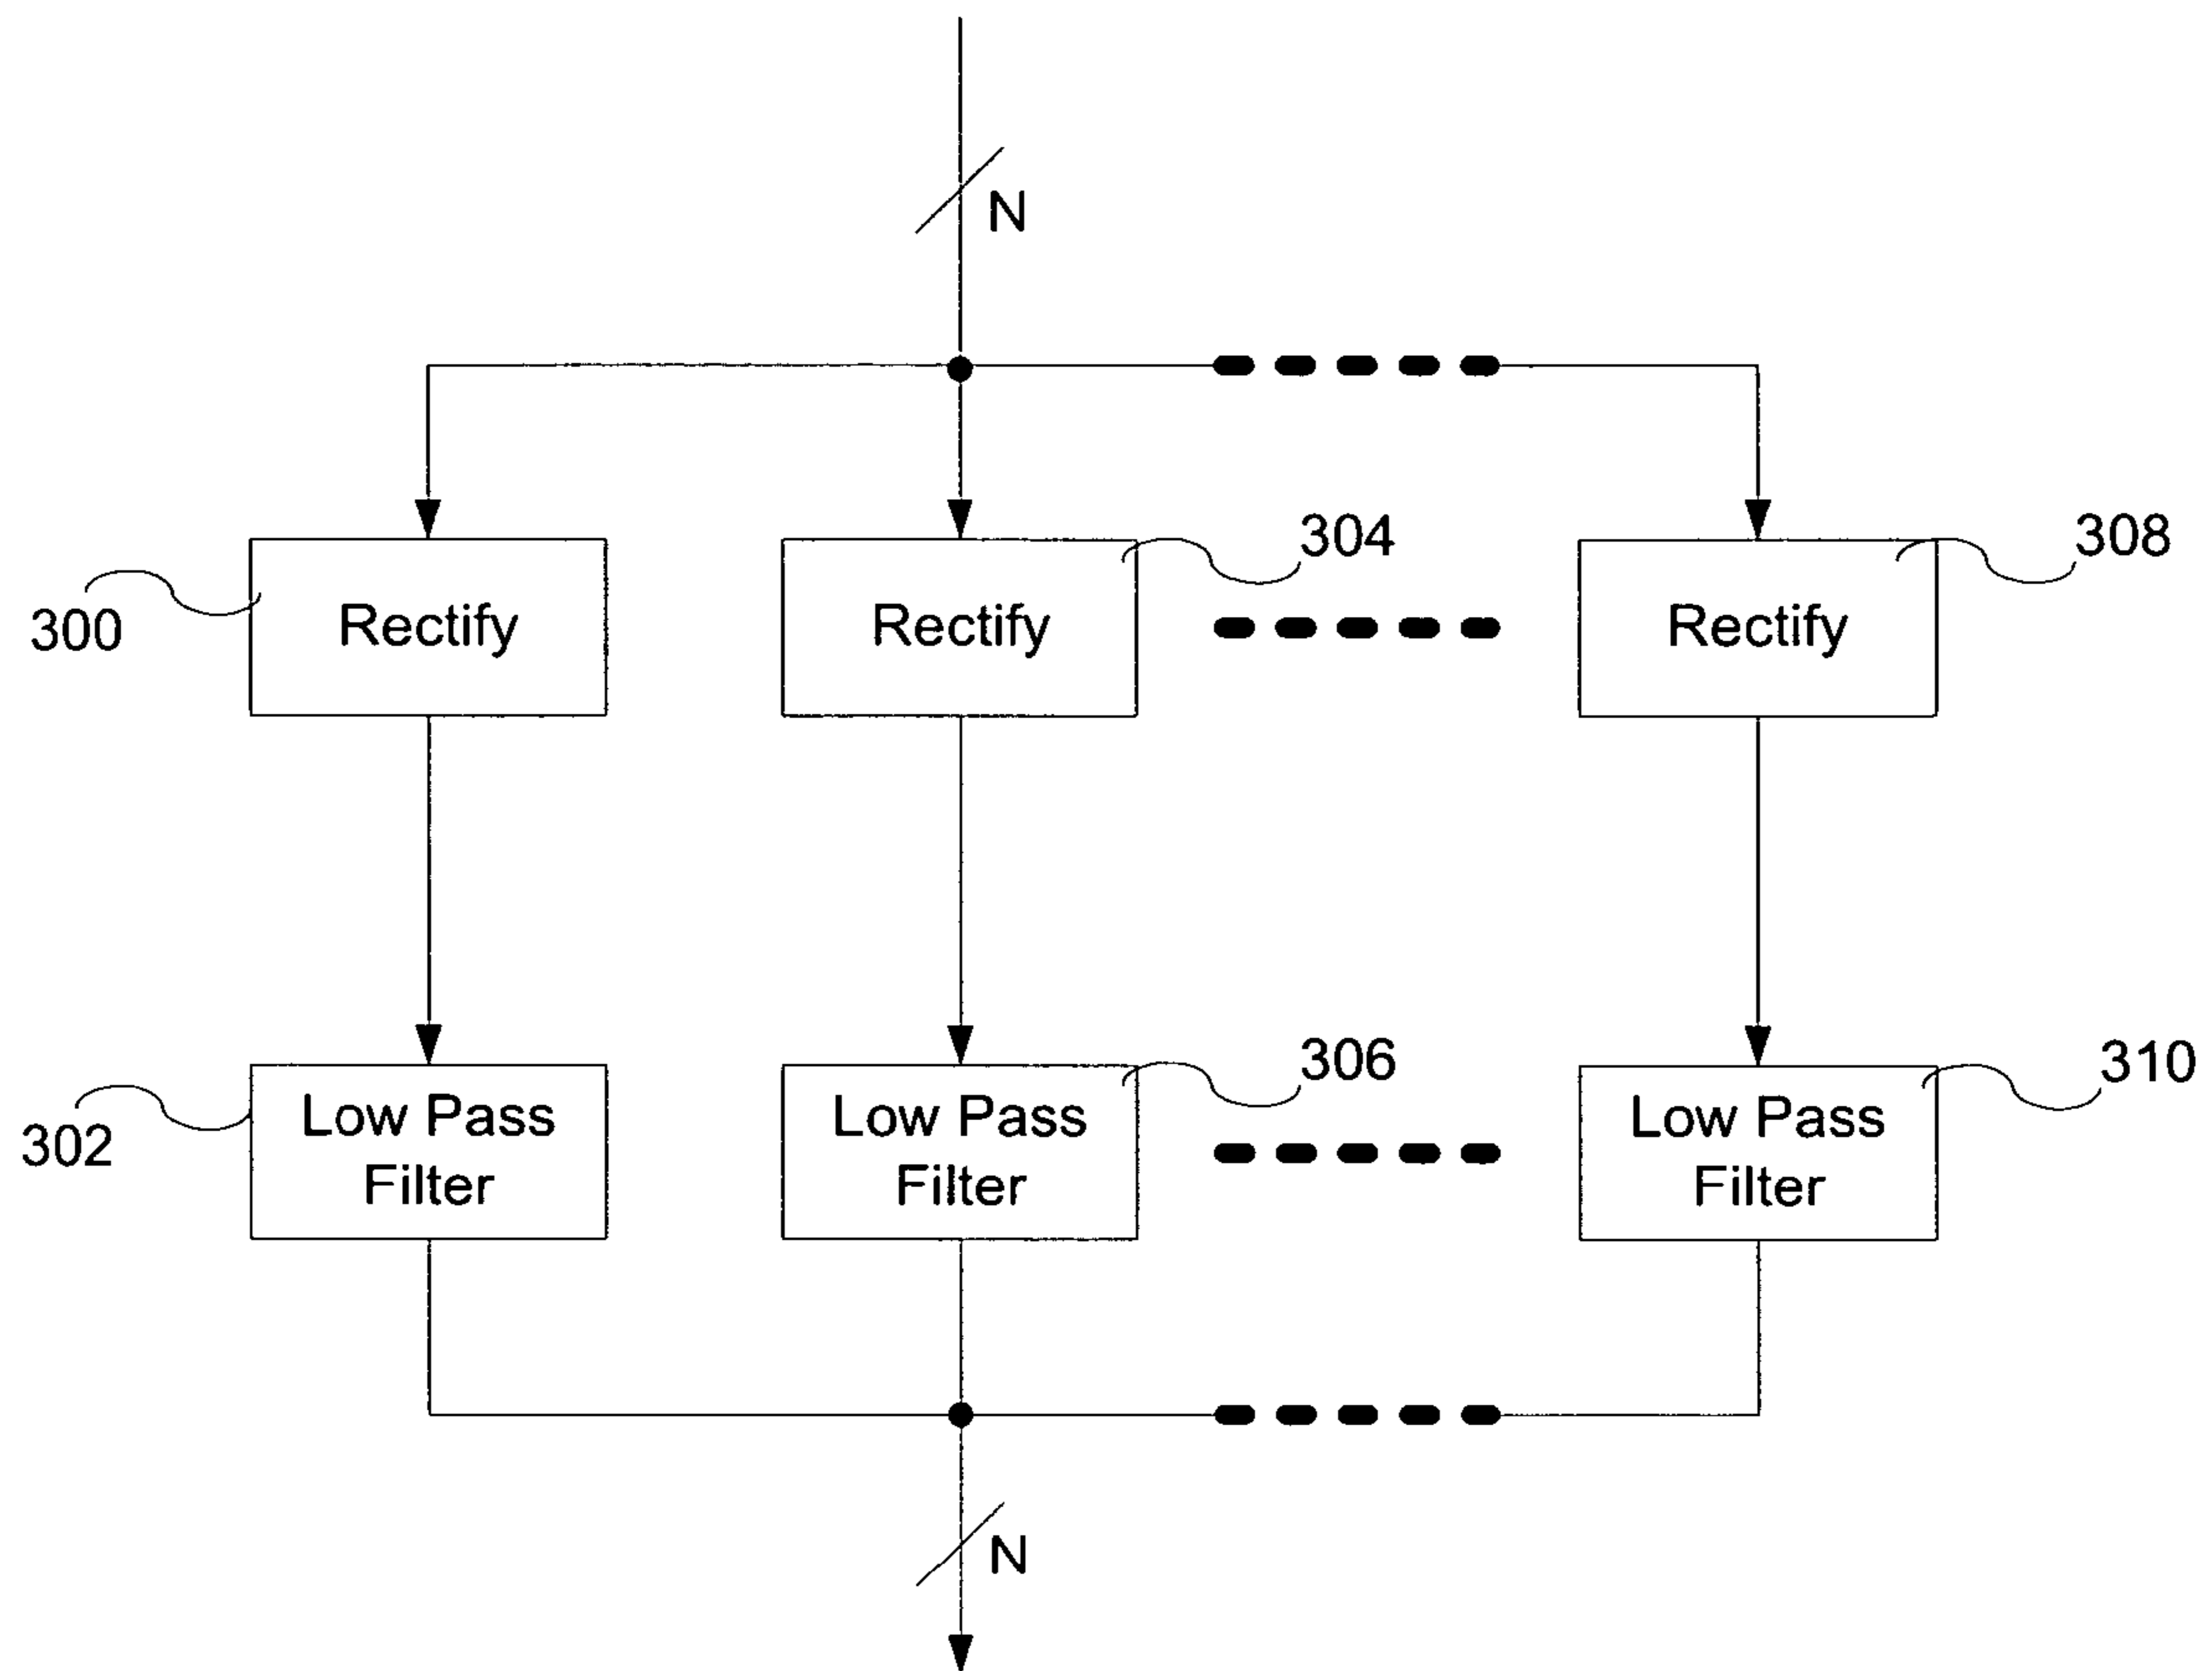 N
304
308
300
Rectify
Rectify
Rectify
306
310
302
Low Pass
Filter
Low Pass
Filter
Low Pass
Filter
N